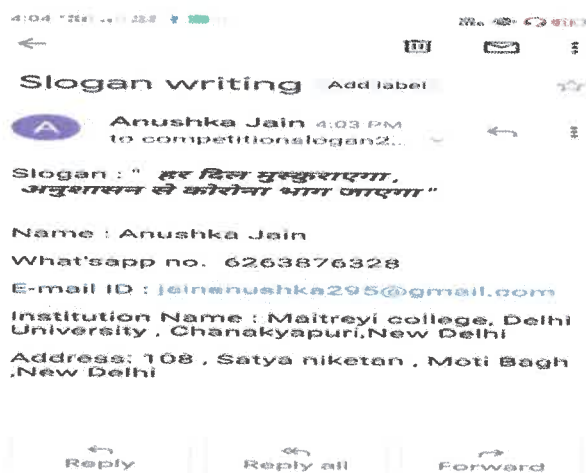 4:04
Slogan writing Add label
A
Anushka Jain 4:03 PM
to competitionslogan2...
Slogan : " हर दिल मुस्कुराएगा,
अनुशासन से कोरोना भाग जाएगा"
Name : Anushka Jain
What'sapp no. 6263876328
E-mail ID : jainanushka295@gmail.com
Institution Name : Maitreyi college, Delhi
University , Chanakyapuri,New Delhi
Address: 108 , Satya niketan , Moti Bagh
,New Delhi
Reply Reply all Forward